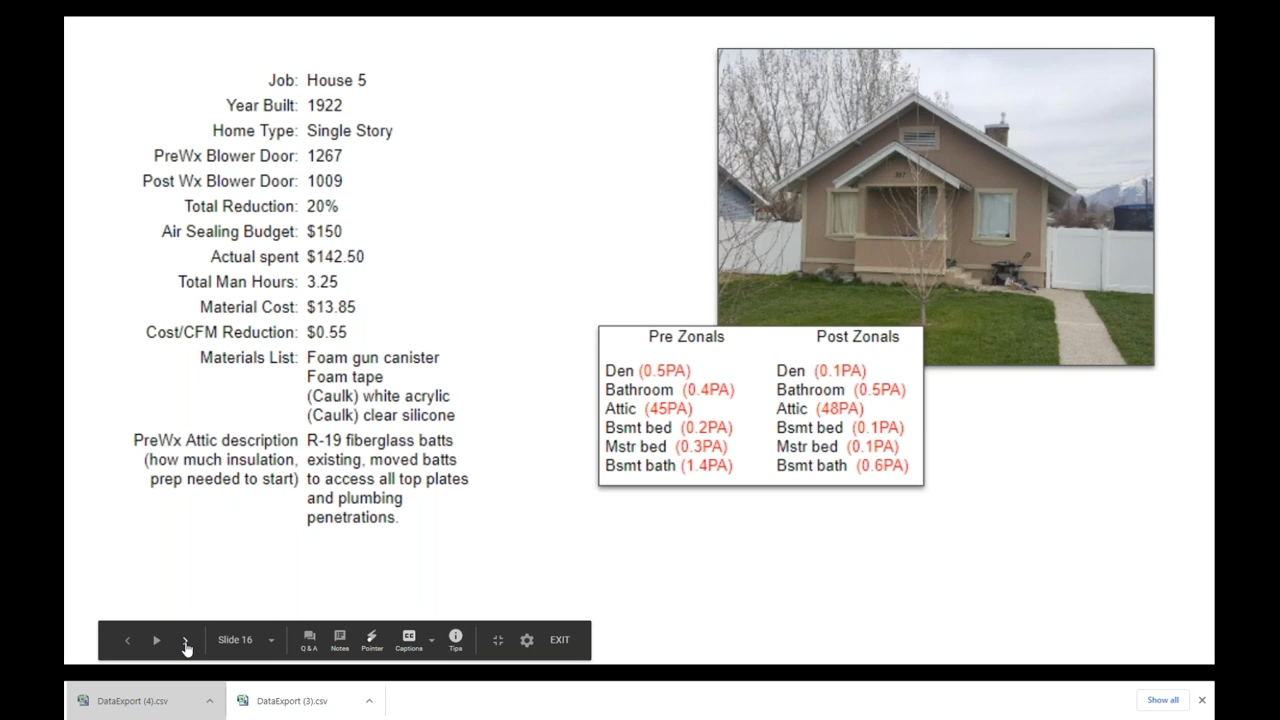 Job: House 5
Year Built: 1922
Home Type: Single Story
PreWx Blower Door: 1267
Post Wx Blower Door: 1009
Total Reduction: 20%
Air Sealing Budget: $150
Actual spent $142.50
Total Man Hours: 3.25
Material Cost: $13.85
Cost/CFM Reduction: $0.55
Materials List: Foam gun canister
Foam tape
(Caulk) white acrylic
(Caulk) clear silicone
PreWx Attic description R-19 fiberglass batts
(how much insulation, existing, moved batts
prep needed to start) to access all top plates
and plumbing
penetrations.
Pre Zonals Post Zonals
Den (0.5PA) Den (0.1PA)
Bathroom (0.4PA) Bathroom (0.5PA)
Attic (45PA) Attic (48PA)
Bsmt bed (0.2PA) Bsmt bed (0.1PA)
Mstr bed (0.3PA) Mstr bed (0.1PA)
Bsmt bath (1.4PA) Bsmt bath (0.6PA)
Slide 16 Q & A Notes Pointer CC Captions Tips EXIT
DataExport (4).csv DataExport (3).csv Show all